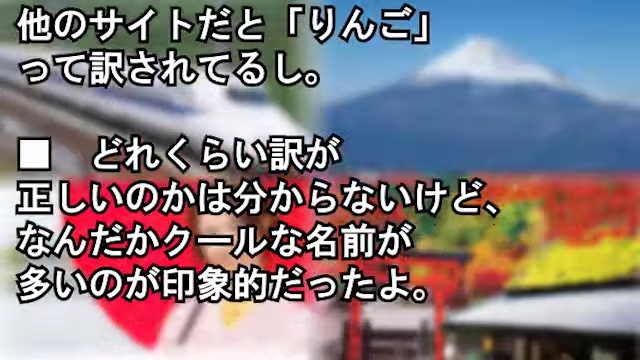 他のサイトだと「りんご」
って訳されてるし。
■　どれくらい訳が
正しいのかは分からないけど、
なんだかクールな名前が
多いのが印象的だったよ。